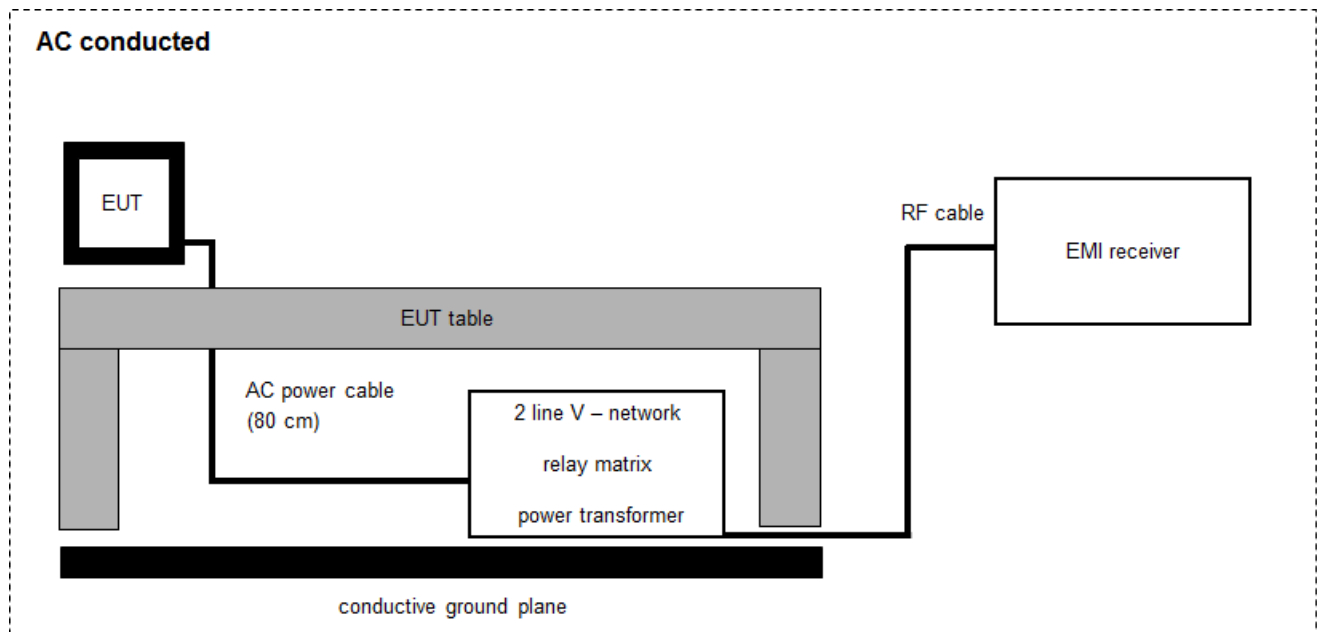 AC conducted
EUT
RF cable
EMI receiver
EUT table
AC power cable
(80 cm)
2 line V – network
relay matrix
power transformer
conductive ground plane